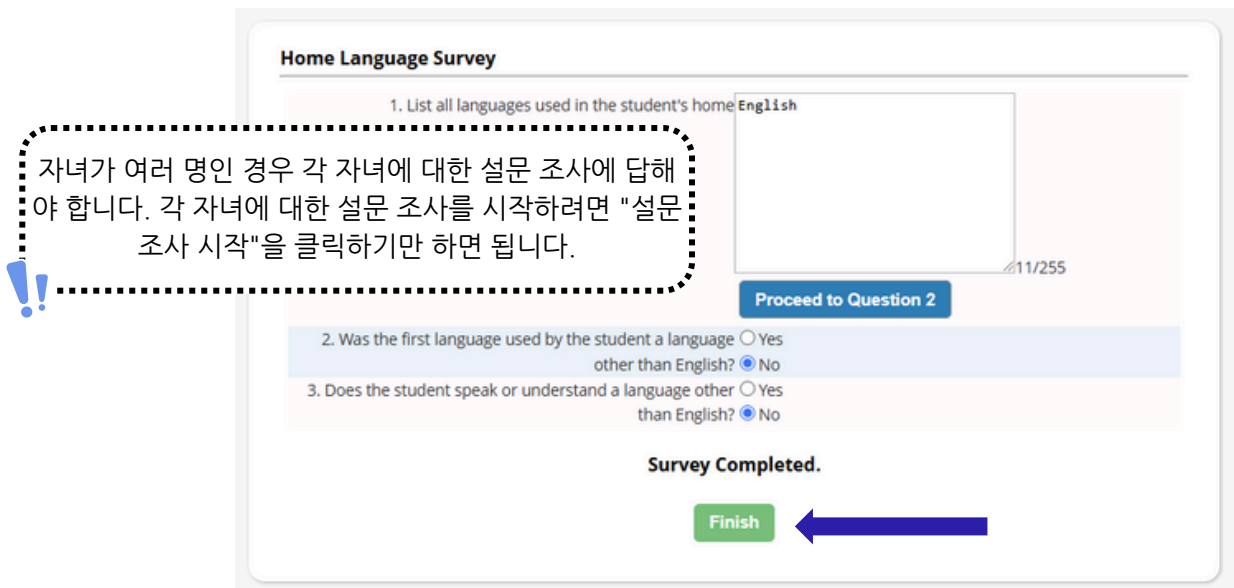 Home Language Survey
1. List all languages used in the student's home
English
자녀가 여러 명인 경우 각 자녀에 대한 설문 조사에 답해
야 합니다. 각 자녀에 대한 설문 조사를 시작하려면 "설문
조사 시작"을 클릭하기만 하면 됩니다.
11/255
Proceed to Question 2
2. Was the first language used by the student a language
other than English?
Yes
No
3. Does the student speak or understand a language other
than English?
Yes
No
Survey Completed.
Finish